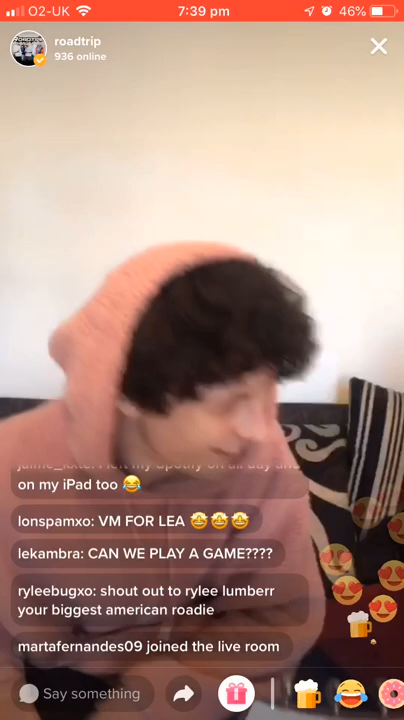 O2-UK 7:39 pm 46%
roadtrip
936 online
on my iPad too 😂
lonspamxo: VM FOR LEA 🤩🤩🤩
lekambra: CAN WE PLAY A GAME????
ryleebugxo: shout out to rylee lumberr
your biggest american roadie
martafernandes09 joined the live room
Say something